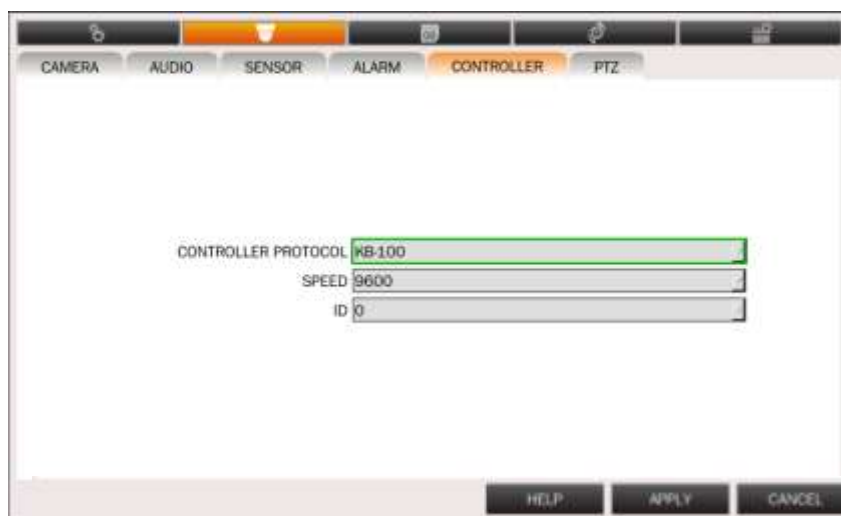 CAMERA AUDIO SENSOR ALARM CONTROLLER PTZ
CONTROLLER PROTOCOL KB-100
SPEED 9600
ID 0
HELP APPLY CANCEL